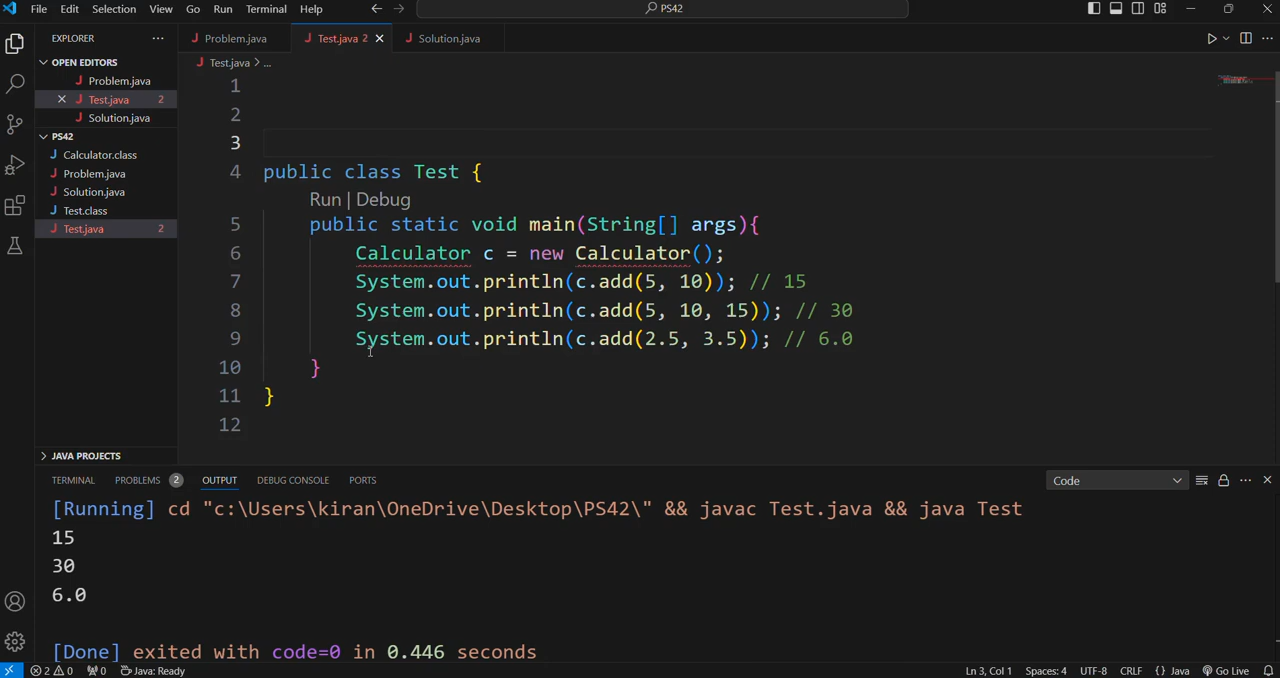 File Edit Selection View Go Run Terminal Help PS42
EXPLORER
Problem.java Test.java 2 Solution.java
OPEN EDITORS
Problem.java
Test.java 2
Solution.java
PS42
Calculator.class
Problem.java
Solution.java
Test.class
Test.java 2
JAVA PROJECTS
Test.java > ...
1
2
3
4 public class Test {
Run | Debug
5 public static void main(String[] args){
6 Calculator c = new Calculator();
7 System.out.println(c.add(5, 10)); // 15
8 System.out.println(c.add(5, 10, 15)); // 30
9 System.out.println(c.add(2.5, 3.5)); // 6.0
10 }
11 }
12
TERMINAL PROBLEMS 2 OUTPUT DEBUG CONSOLE PORTS Code
[Running] cd "c:\Users\kiran\OneDrive\Desktop\PS42\" && javac Test.java && java Test
15
30
6.0
[Done] exited with code=0 in 0.446 seconds
2 0 0 Java: Ready Ln 3, Col 1 Spaces: 4 UTF-8 CRLF {} Java Go Live